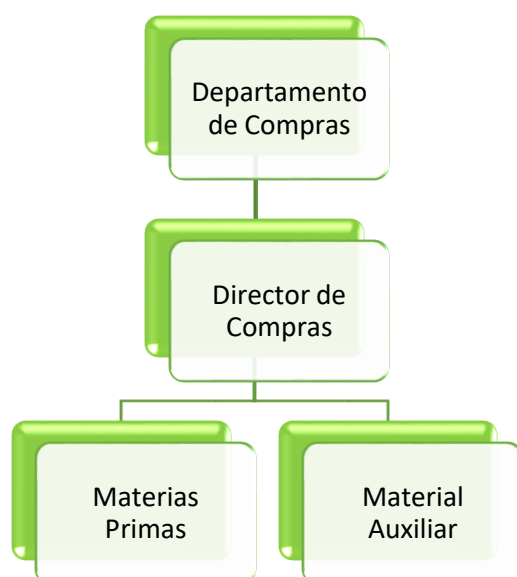 Departamento
de Compras
Director de
Compras
Materias
Primas
Material
Auxiliar